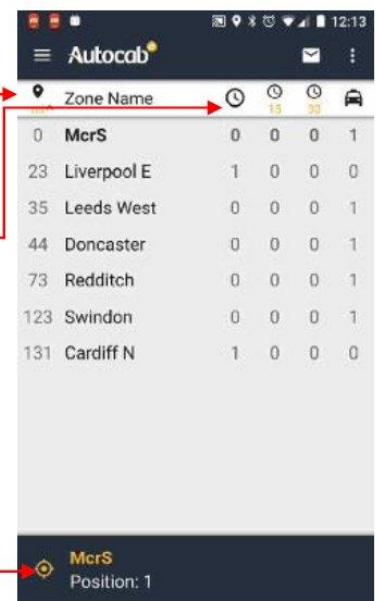 12:13
Autocab
Zone Name 15 30
0 McrS 0 0 0 1
23 Liverpool E 1 0 0 0
35 Leeds West 0 0 0 1
44 Doncaster 0 0 0 1
73 Redditch 0 0 0 1
123 Swindon 0 0 0 1
131 Cardiff N 1 0 0 0
McrS
Position: 1